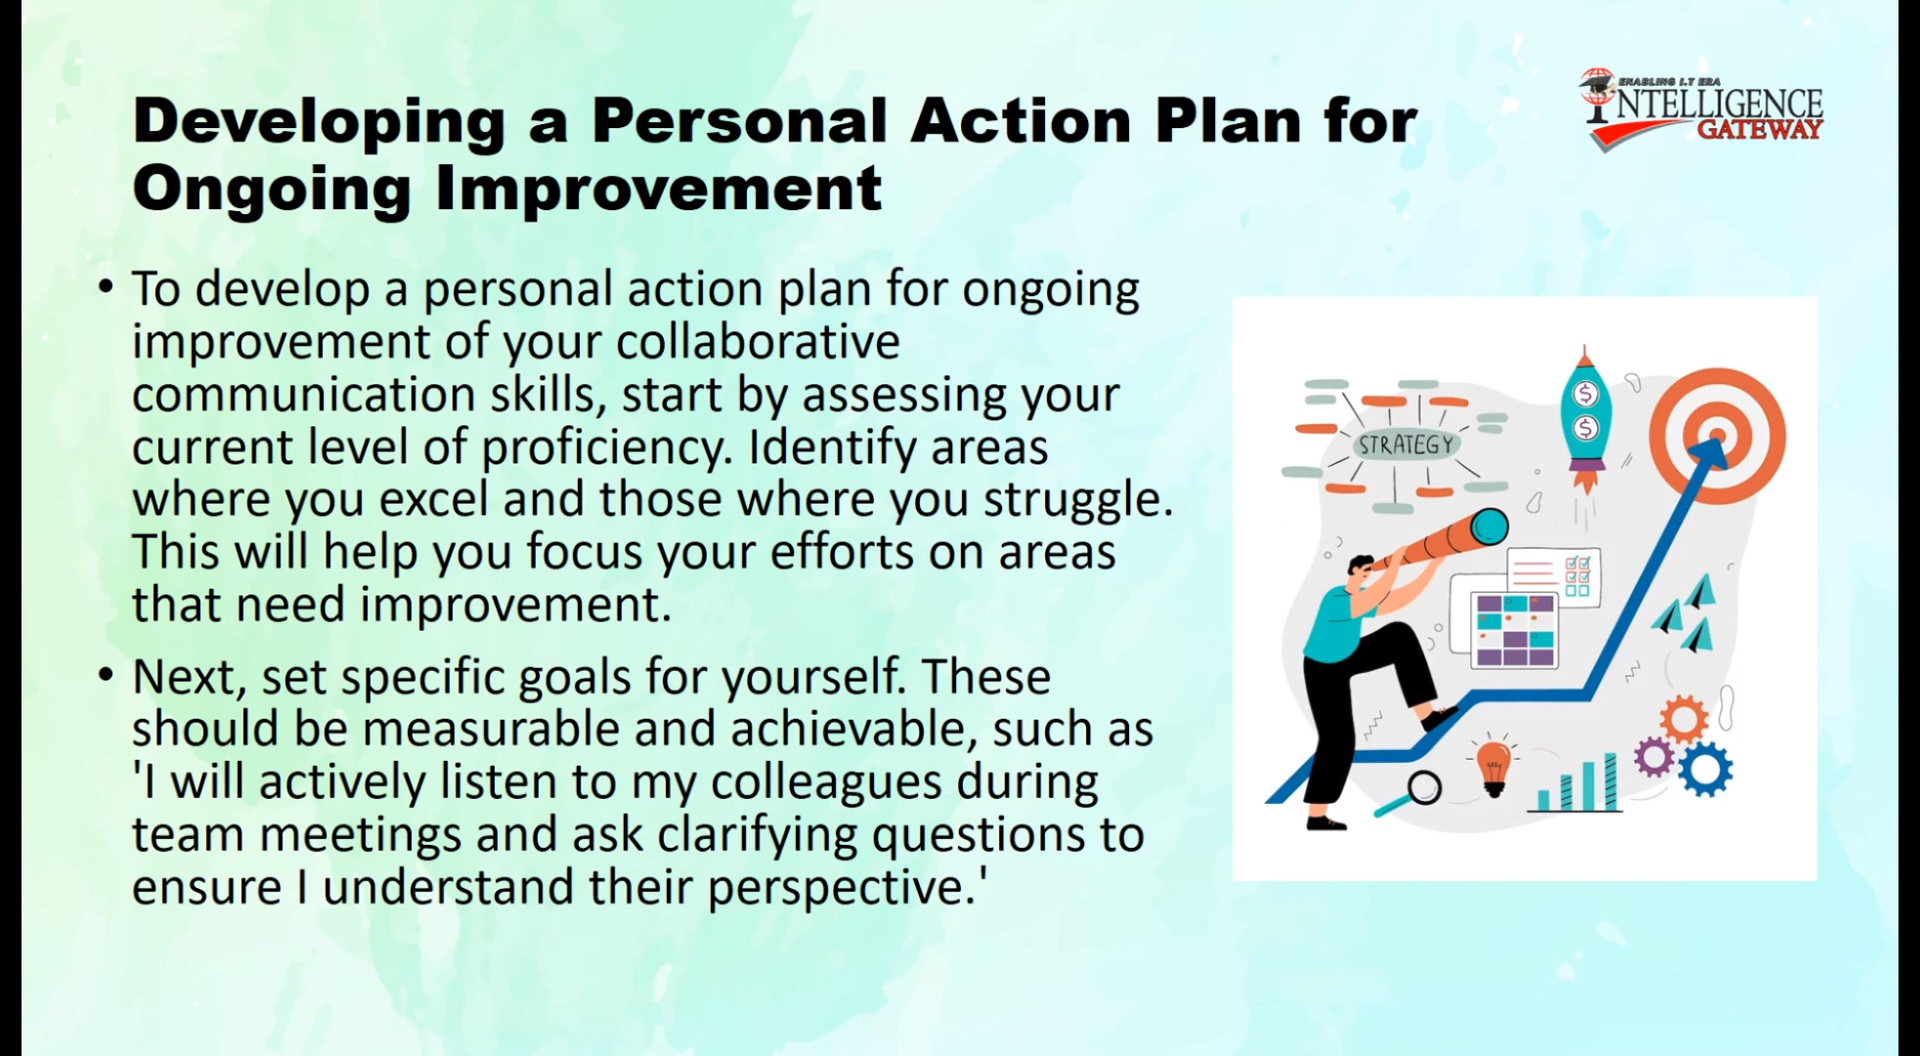 Developing a Personal Action Plan for
Ongoing Improvement
ENABLING I.T ERA
INTELLIGENCE
GATEWAY
• To develop a personal action plan for ongoing
improvement of your collaborative
communication skills, start by assessing your
current level of proficiency. Identify areas
where you excel and those where you struggle.
This will help you focus your efforts on areas
that need improvement.
• Next, set specific goals for yourself. These
should be measurable and achievable, such as
'I will actively listen to my colleagues during
team meetings and ask clarifying questions to
ensure I understand their perspective.'
STRATEGY
$
$